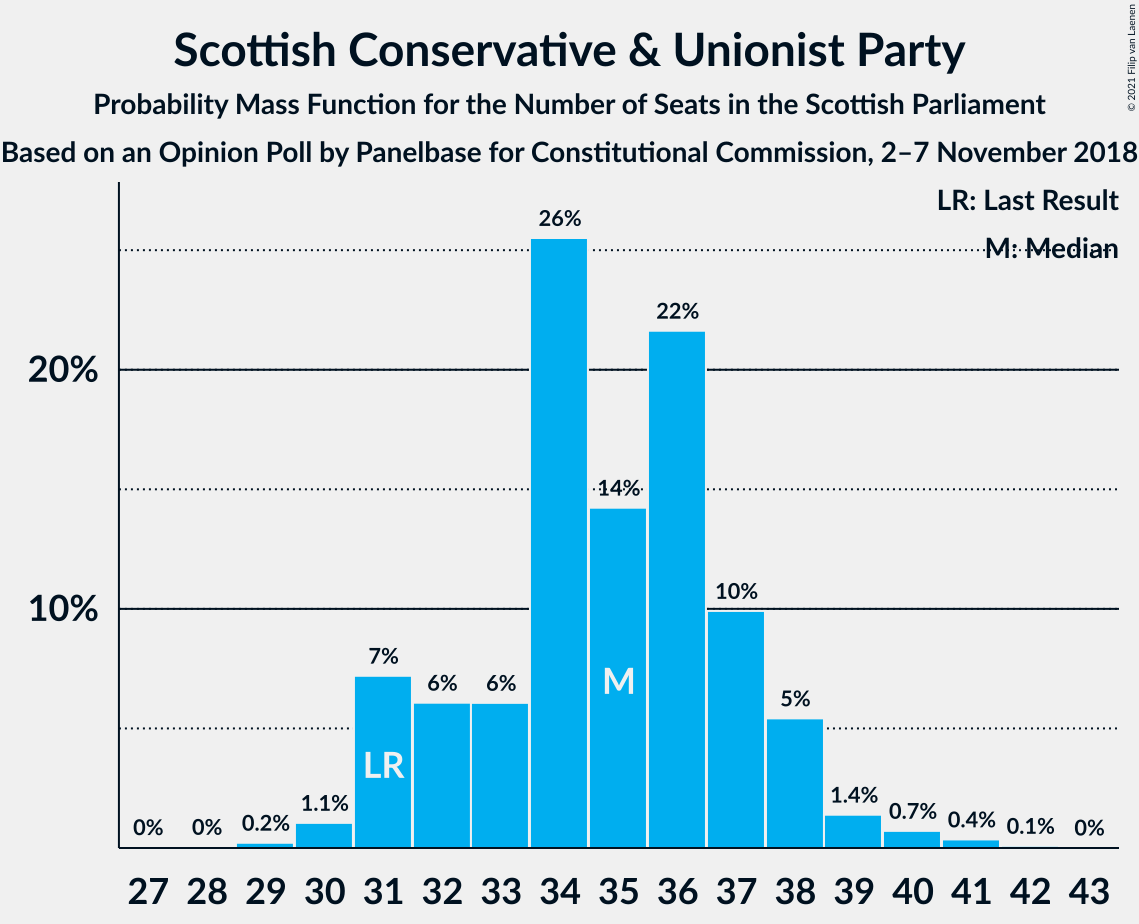 Scottish Conservative & Unionist Party
Probability Mass Function for the Number of Seats in the Scottish Parliament
Based on an Opinion Poll by Panelbase for Constitutional Commission, 2–7 November 2018
© 2021 Filip van Laenen
LR: Last Result
M: Median
26%
22%
20%
14%
10%
10%
7%
6%
6%
M
5%
LR
1.4%
1.1%
0.7%
0.4%
0.2%
0.1%
0%
0%
0%
27 28 29 30 31 32 33 34 35 36 37 38 39 40 41 42 43